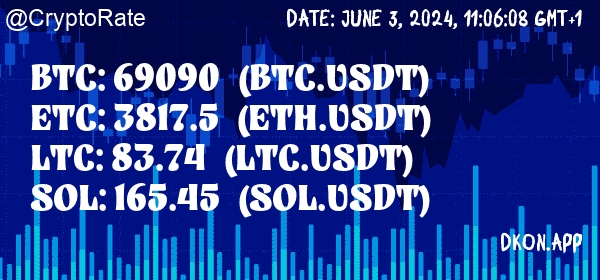 @CryptoRate
DATE: JUNE 3, 2024, 11:06:08 GMT+1
BTC: 69090 (BTC.USDT)
ETC: 3817.5 (ETH.USDT)
LTC: 83.74 (LTC.USDT)
SOL: 165.45 (SOL.USDT)
DKON.APP